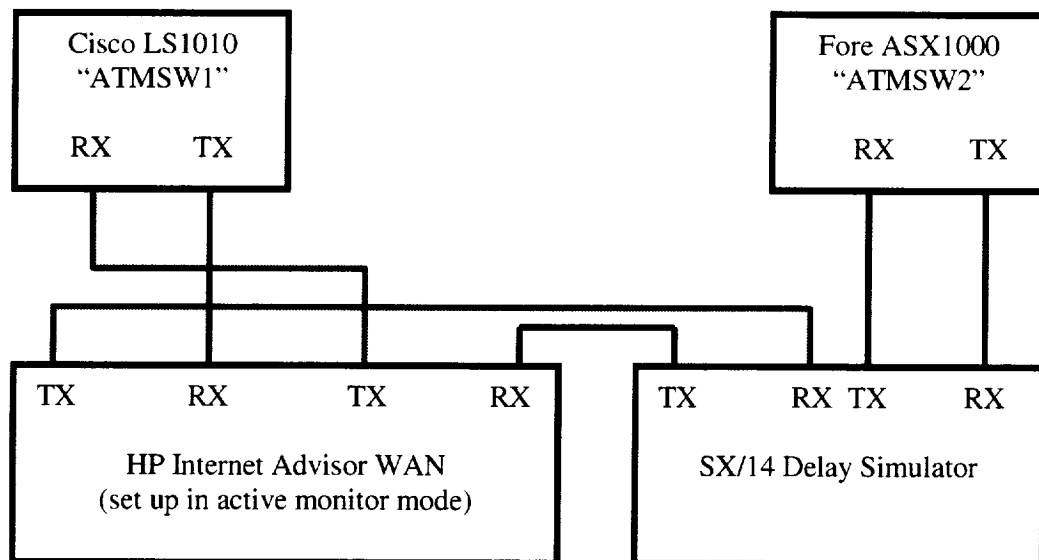 Cisco LS1010
“ATMSW1”
RX TX
Fore ASX1000
“ATMSW2”
RX TX
TX RX TX RX
HP Internet Advisor WAN
(set up in active monitor mode)
TX RX TX RX
SX/14 Delay Simulator